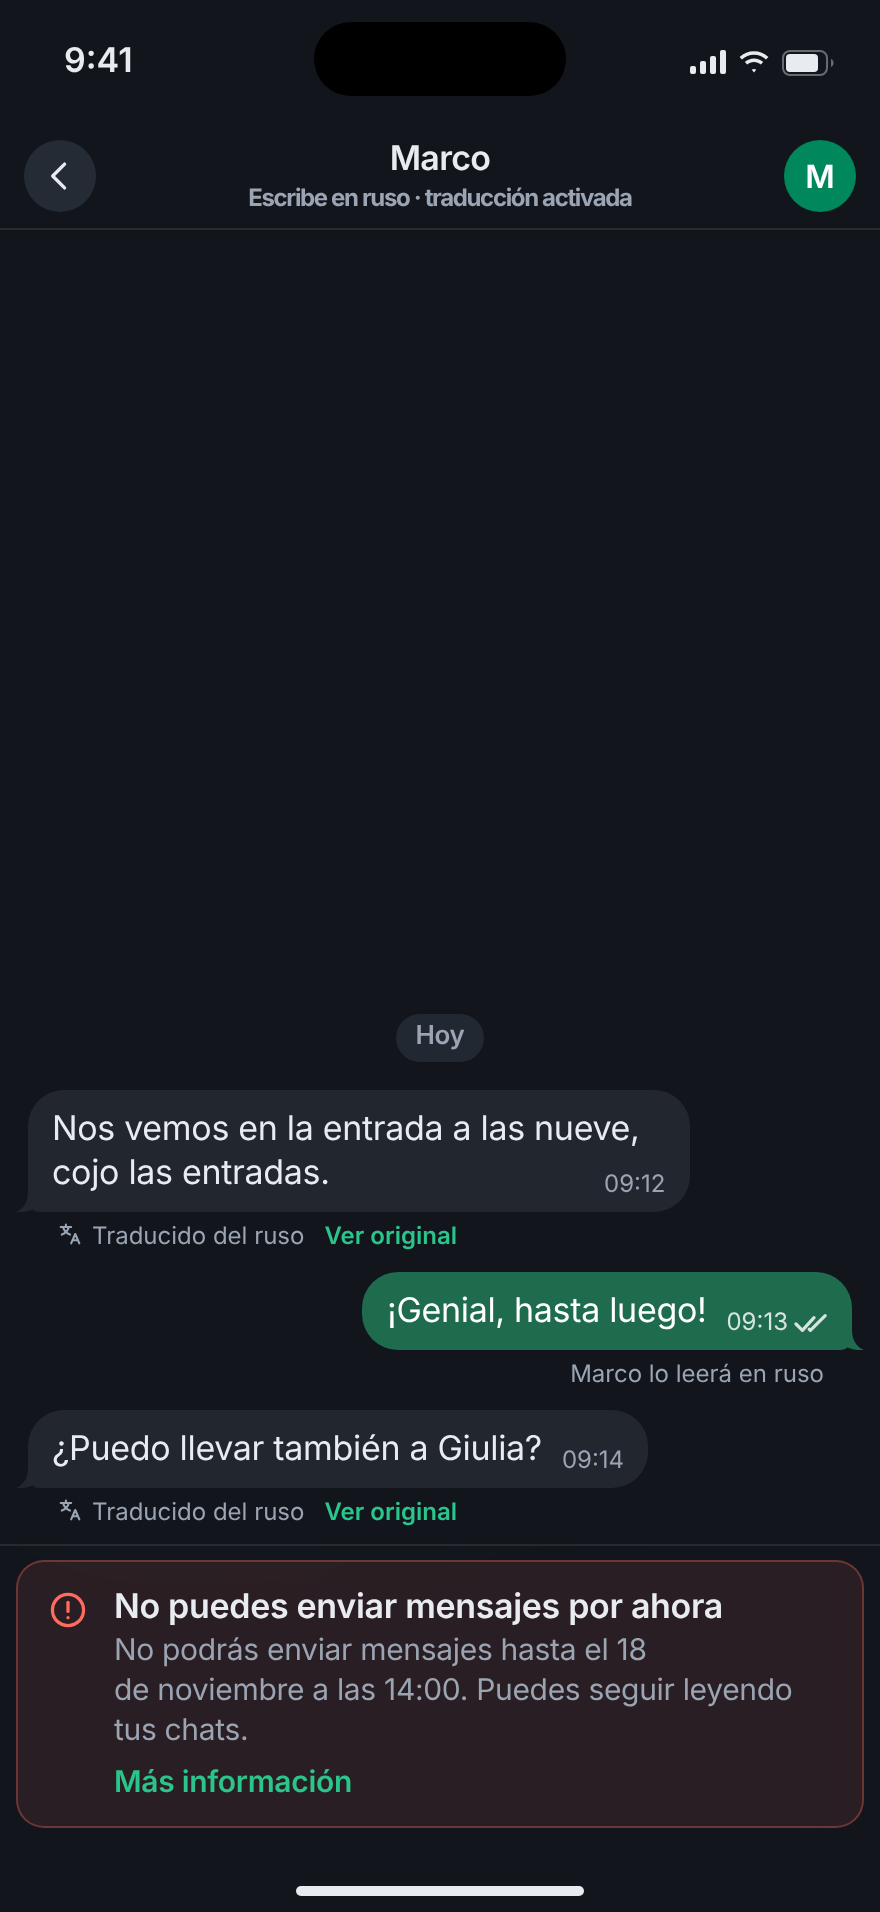 9:41
Marco
Escribe en ruso · traducción activada
M
Hoy
Nos vemos en la entrada a las nueve,
cojo las entradas.
09:12
Traducido del ruso Ver original
¡Genial, hasta luego! 09:13
Marco lo leerá en ruso
¿Puedo llevar también a Giulia? 09:14
Traducido del ruso Ver original
No puedes enviar mensajes por ahora
No podrás enviar mensajes hasta el 18
de noviembre a las 14:00. Puedes seguir leyendo
tus chats.
Más información